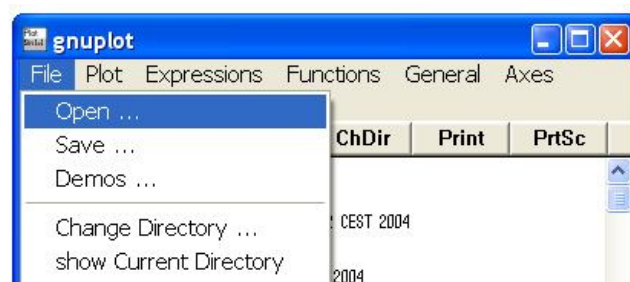 gnuplot
File Plot Expressions Functions General Axes
Open ...
ChDir Print PrtSc
Save ...
Demos ...
Change Directory ...
CEST 2004
show Current Directory
2004